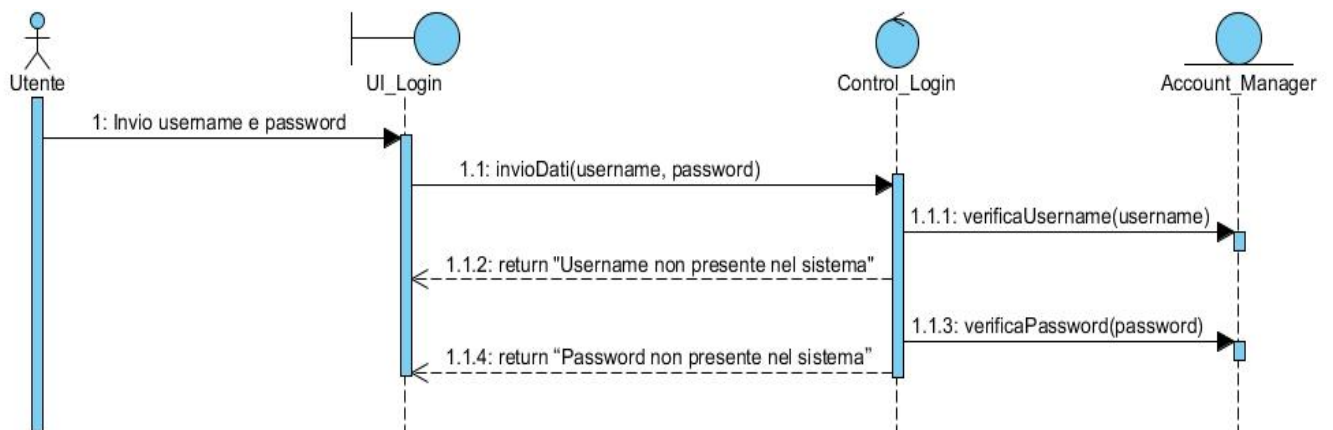 Utente
UI_Login
Control_Login
Account_Manager
1: Invio username e password
1.1: invioDati(username, password)
1.1.1: verificaUsername(username)
1.1.2: return "Username non presente nel sistema"
1.1.3: verificaPassword(password)
1.1.4: return “Password non presente nel sistema”